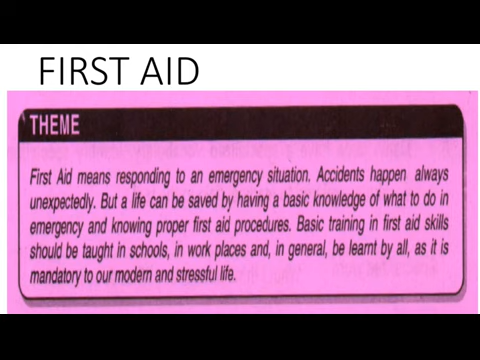 FIRST AID
THEME
First Aid means responding to an emergency situation. Accidents happen always
unexpectedly. But a life can be saved by having a basic knowledge of what to do in
emergency and knowing proper first aid procedures. Basic training in first aid skills
should be taught in schools, in work places and, in general, be learnt by all, as it is
mandatory to our modern and stressful life.